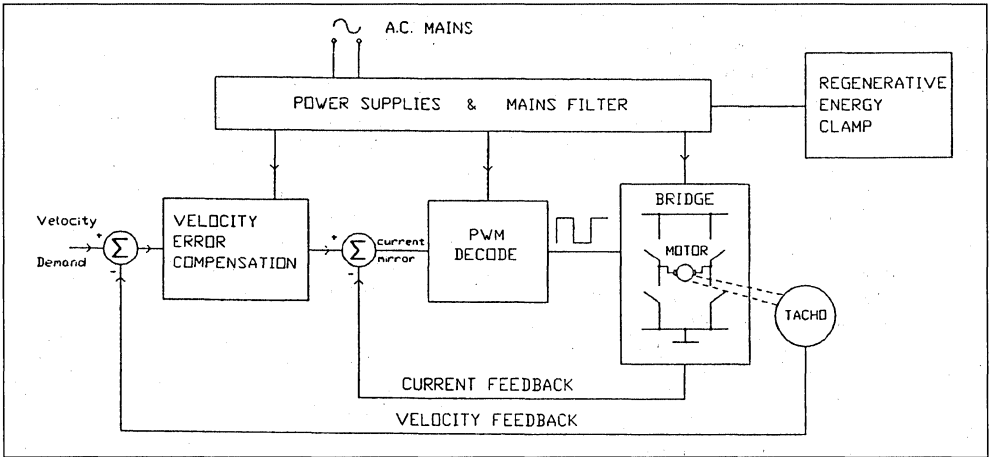 A.C. MAINS
POWER SUPPLIES & MAINS FILTER
REGENERATIVE
ENERGY
CLAMP
Velocity
Demand
+
-
Σ
VELOCITY
ERROR
COMPENSATION
+
-
Σ
current
mirror
PWM
DECODE
BRIDGE
MOTOR
TACHO
CURRENT FEEDBACK
VELOCITY FEEDBACK